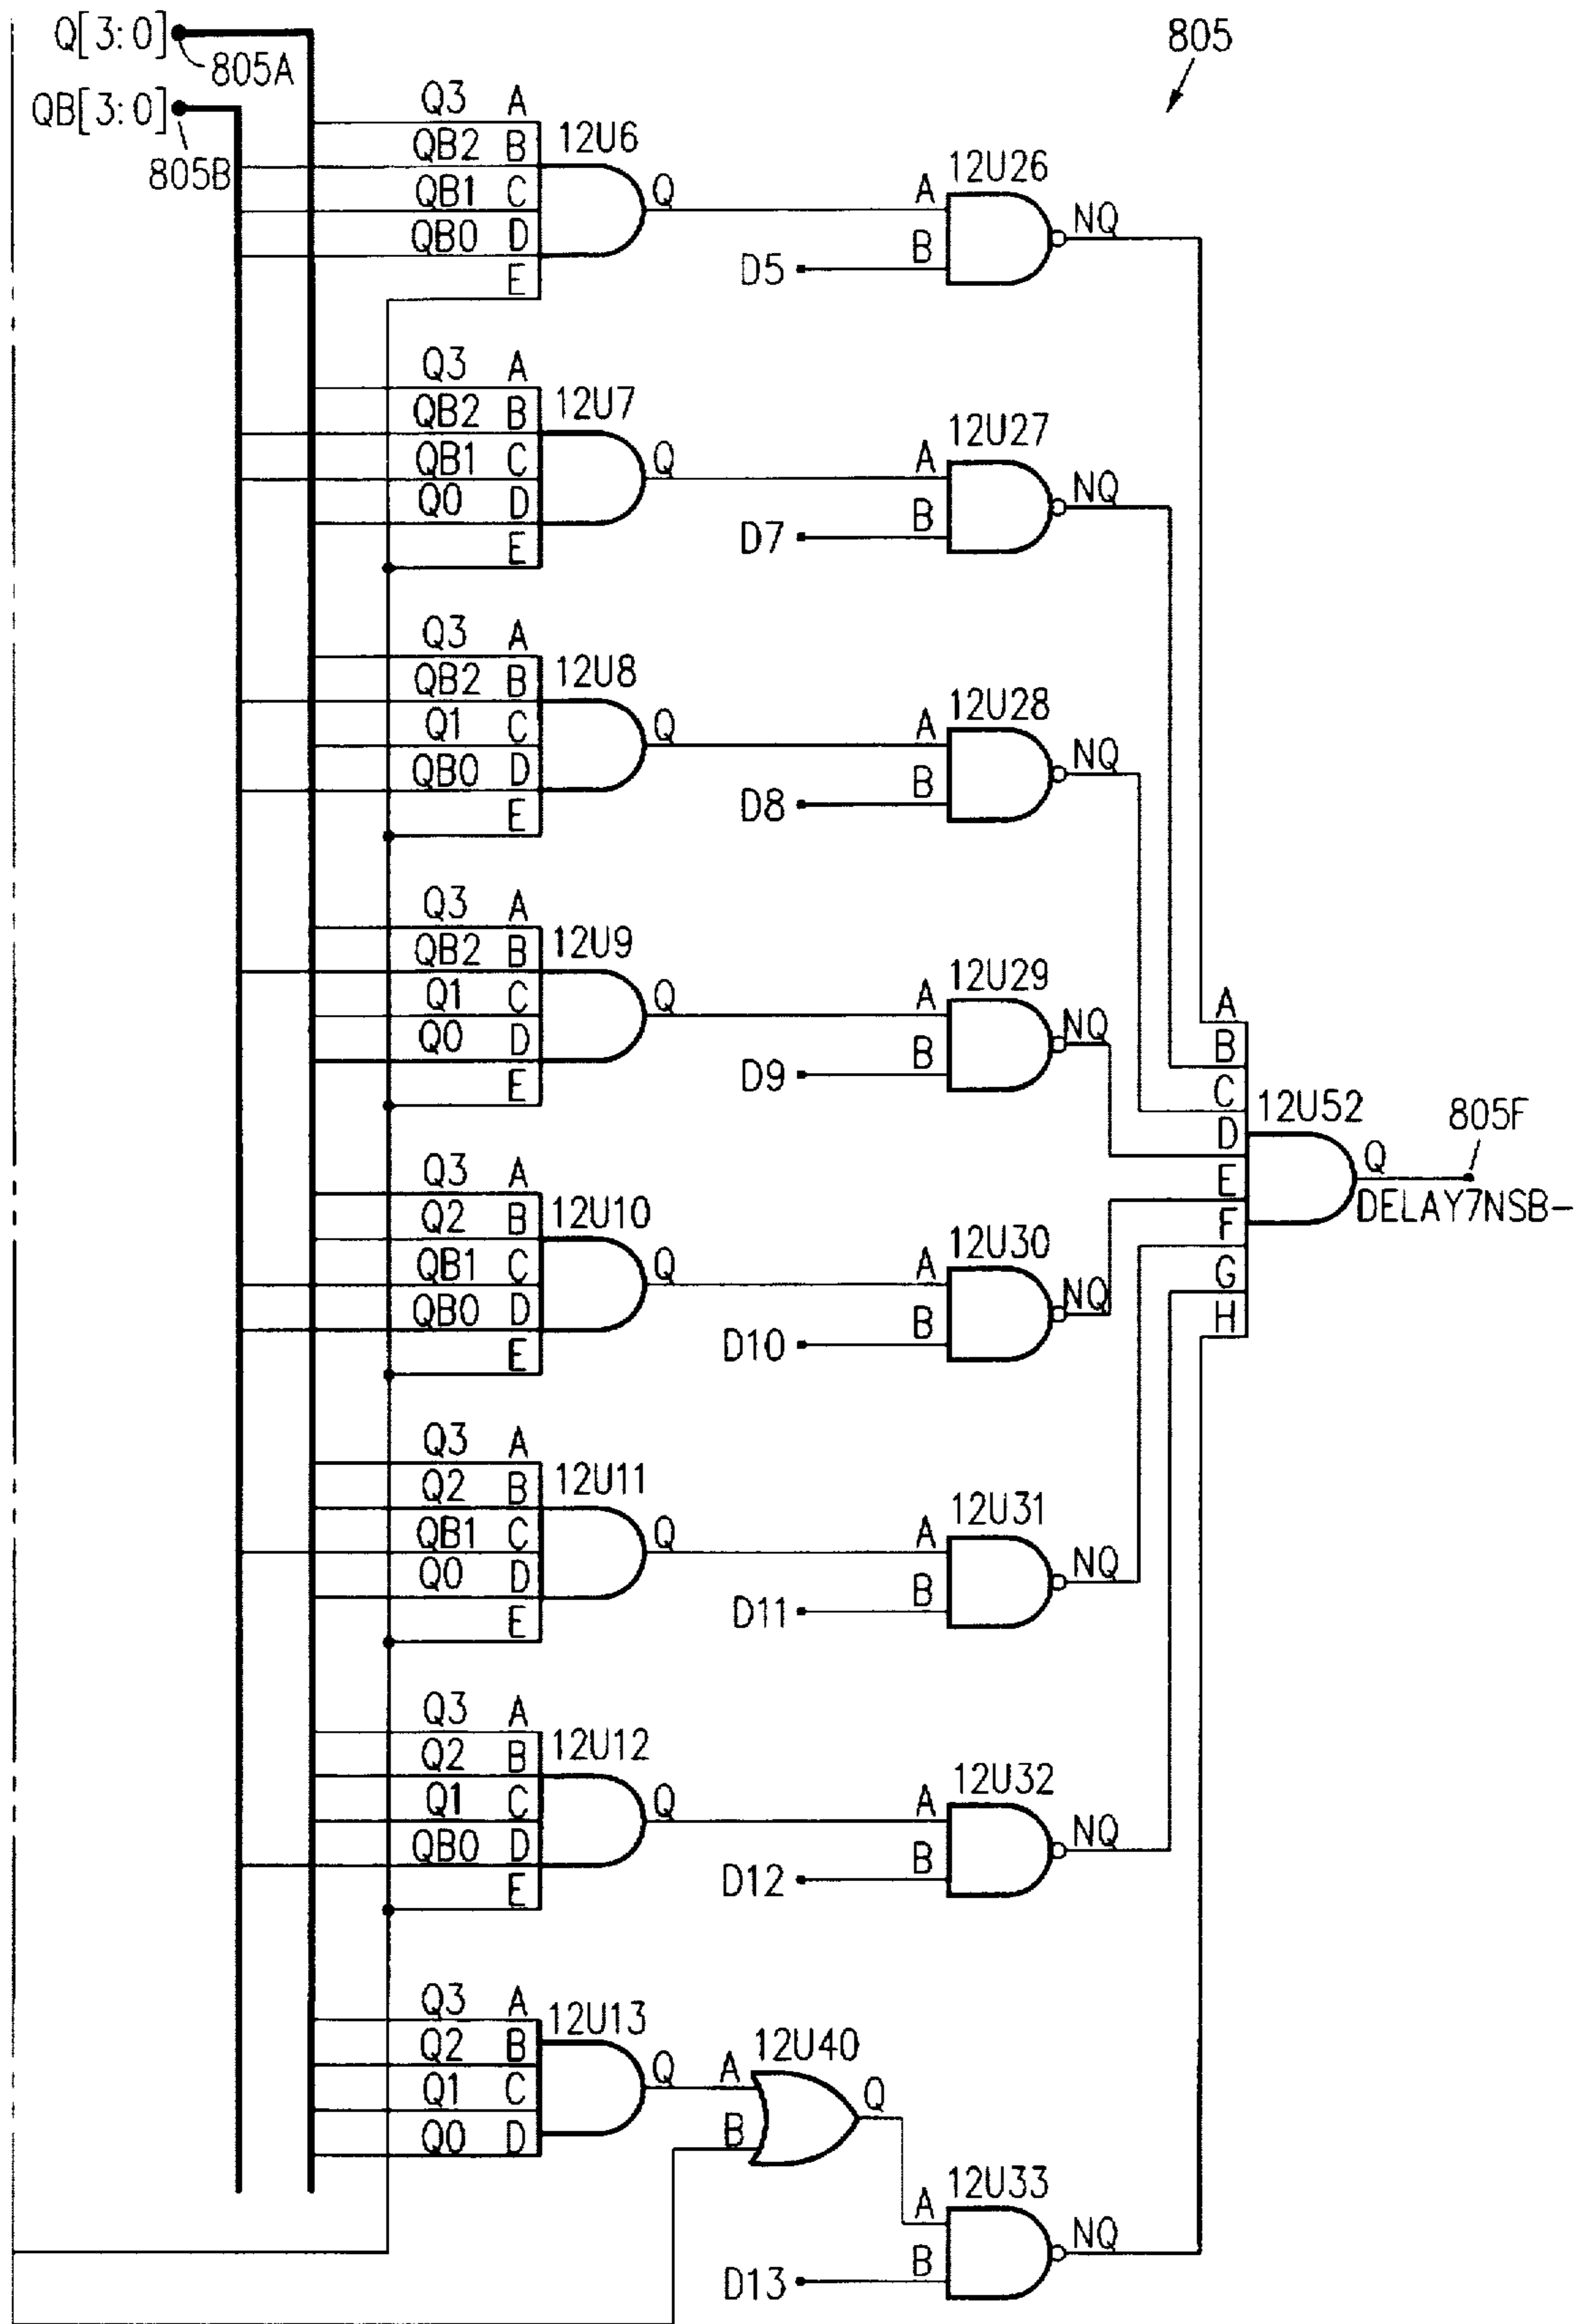 Q[3:0]
805A
805
QB[3:0]
805B
Q3 A
QB2 B
QB1 C
QB0 D
E
12U6
Q
A
B
12U26
NQ
D5
Q3 A
QB2 B
QB1 C
Q0 D
E
12U7
Q
A
B
12U27
NQ
D7
Q3 A
QB2 B
Q1 C
QB0 D
E
12U8
Q
A
B
12U28
NQ
D8
Q3 A
QB2 B
Q1 C
Q0 D
E
12U9
Q
A
B
12U29
NQ
D9
A
B
C
D
E
F
G
H
12U52
Q
805F
DELAY7NSB-
Q3 A
Q2 B
QB1 C
QB0 D
E
12U10
Q
A
B
12U30
NQ
D10
Q3 A
Q2 B
QB1 C
Q0 D
E
12U11
Q
A
B
12U31
NQ
D11
Q3 A
Q2 B
Q1 C
QB0 D
E
12U12
Q
A
B
12U32
NQ
D12
Q3 A
Q2 B
Q1 C
Q0 D
12U13
Q
A
B
12U40
Q
A
B
12U33
NQ
D13